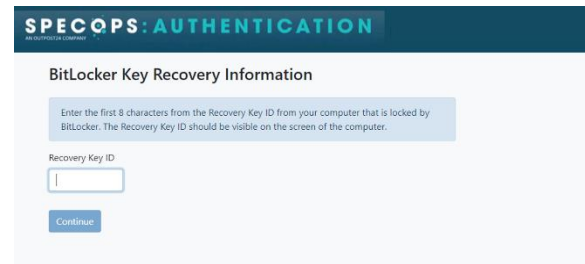 SPECOPS:AUTHENTICATION
AN OUTPOST24 COMPANY
BitLocker Key Recovery Information
Enter the first 8 characters from the Recovery Key ID from your computer that is locked by
BitLocker. The Recovery Key ID should be visible on the screen of the computer.
Recovery Key ID
Continue